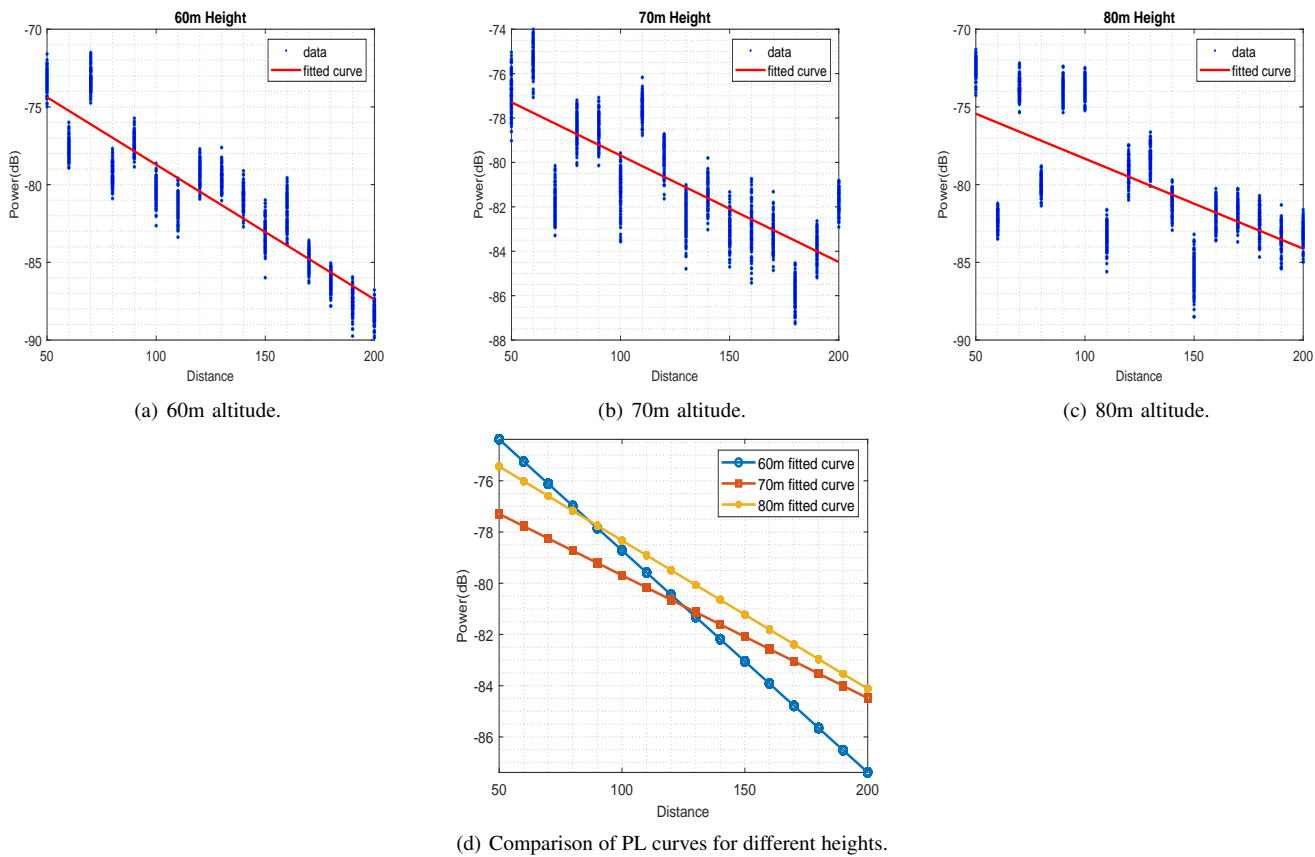 60m Height
-70
-75
-80
-85
-90
Power(dB)
data
fitted curve
50
100
150
200
Distance
(a) 60m altitude.
70m Height
-74
-76
-78
-80
-82
-84
-86
-88
Power(dB)
data
fitted curve
50
100
150
200
Distance
(b) 70m altitude.
80m Height
-70
-75
-80
-85
-90
Power(dB)
data
fitted curve
50
100
150
200
Distance
(c) 80m altitude.
-76
-78
-80
-82
-84
-86
Power(dB)
60m fitted curve
70m fitted curve
80m fitted curve
50
100
150
200
Distance
(d) Comparison of PL curves for different heights.